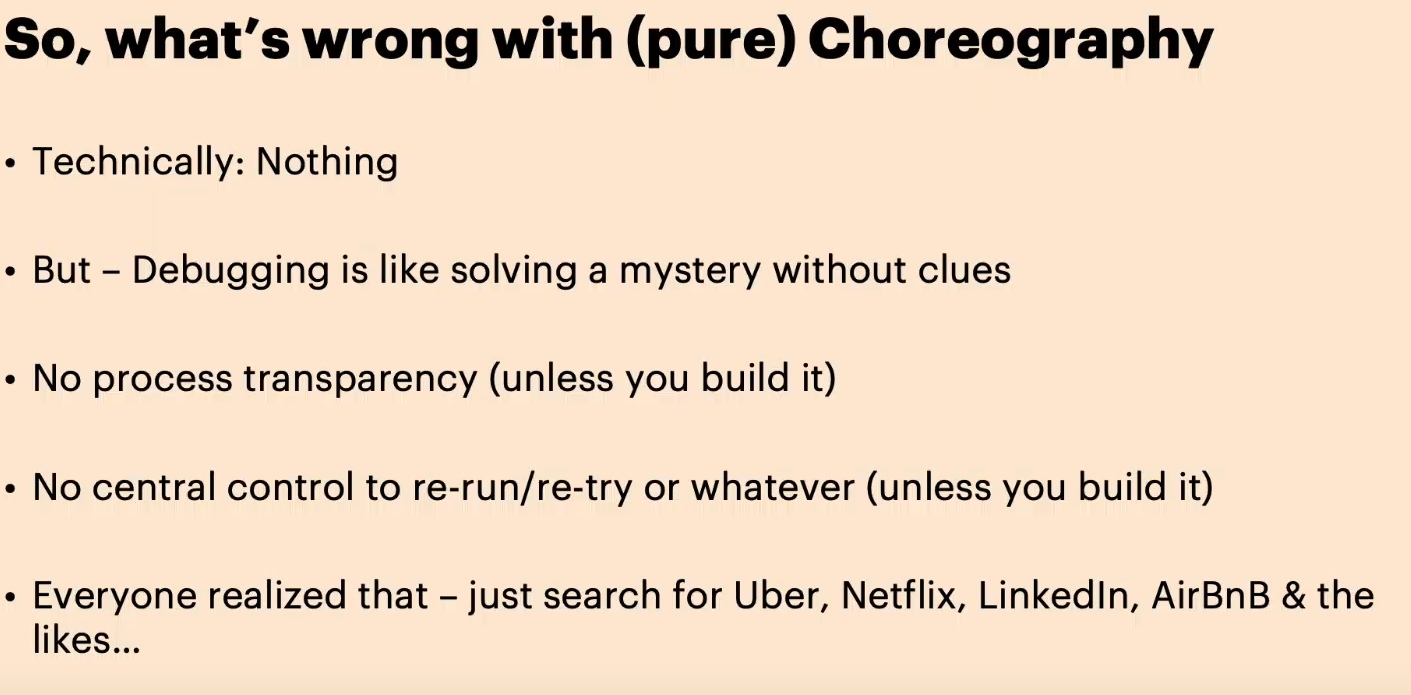 So, what's wrong with (pure) Choreography
• Technically: Nothing
• But – Debugging is like solving a mystery without clues
• No process transparency (unless you build it)
• No central control to re-run/re-try or whatever (unless you build it)
• Everyone realized that – just search for Uber, Netflix, LinkedIn, AirBnB & the
likes...